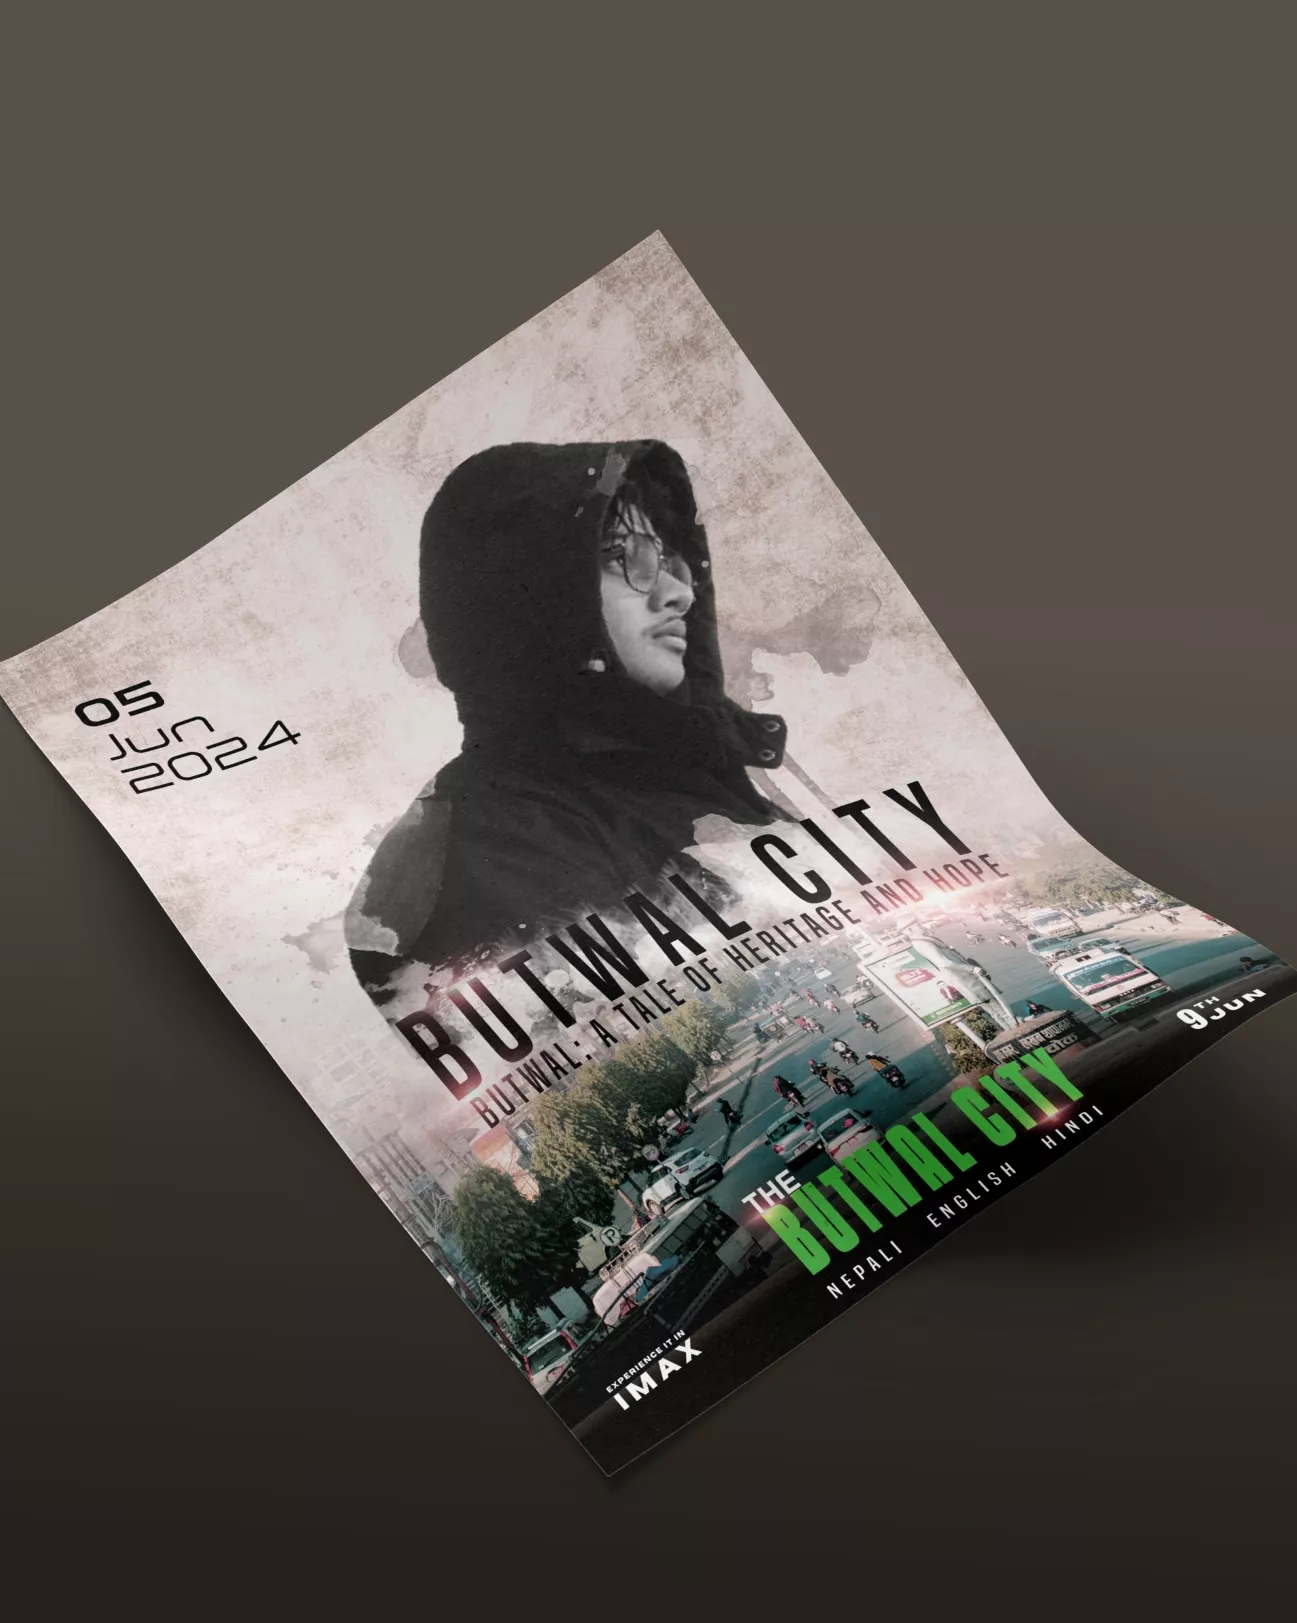 05
Jun
2024
BUTWAL CITY
BUTWAL: A TALE OF HERITAGE AND HOPE
चोक
9TH JUN
THE
BUTWAL CITY
NEPALI ENGLISH HINDI
EXPERIENCE IT IN
IMAX